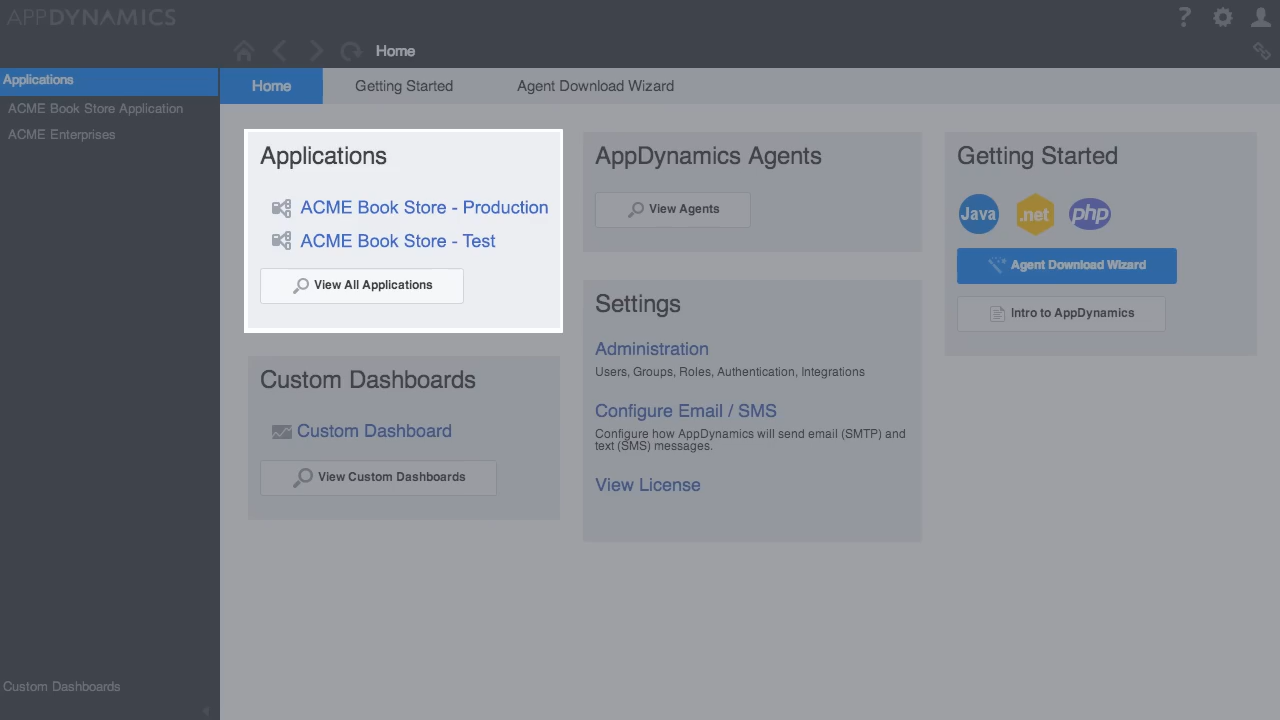 APPDYNAMICS
?
Home
Applications
ACME Book Store Application
ACME Enterprises
Custom Dashboards
Home
Getting Started
Agent Download Wizard
Applications
ACME Book Store - Production
ACME Book Store - Test
View All Applications
Custom Dashboards
Custom Dashboard
View Custom Dashboards
AppDynamics Agents
View Agents
Settings
Administration
Users, Groups, Roles, Authentication, Integrations
Configure Email / SMS
Configure how AppDynamics will send email (SMTP) and
text (SMS) messages.
View License
Getting Started
Java
.net
php
Agent Download Wizard
Intro to AppDynamics